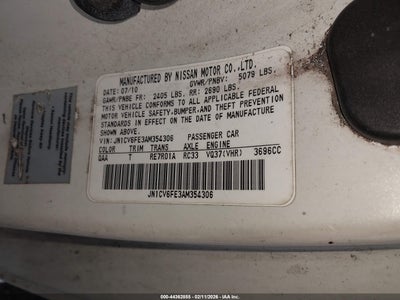 MANUFACTURED BY NISSAN MOTOR CO.,LTD.
DATE: 07/10 GVWR/PNBV: 5079 LBS.
GAWR/PNBE FR: 2405 LBS. RR: 2690 LBS.
THIS VEHICLE CONFORMS TO ALL APPLICABLE FEDERAL
MOTOR VEHICLE SAFETY,BUMPER,AND THEFT PREVENTION
STANDARDS IN EFFECT ON THE DATE OF MANUFACTURE
SHOWN ABOVE.
VIN: JN1CV6FE3AM354306 PASSENGER CAR
COLOR TRIM TRANS AXLE ENGINE
QAA T RE7R01A RC33 VQ37(VHR) 3696CC
JN1CV6FE3AM354306
500 - 44362055 - 02/11/2026 - IAA, Inc.